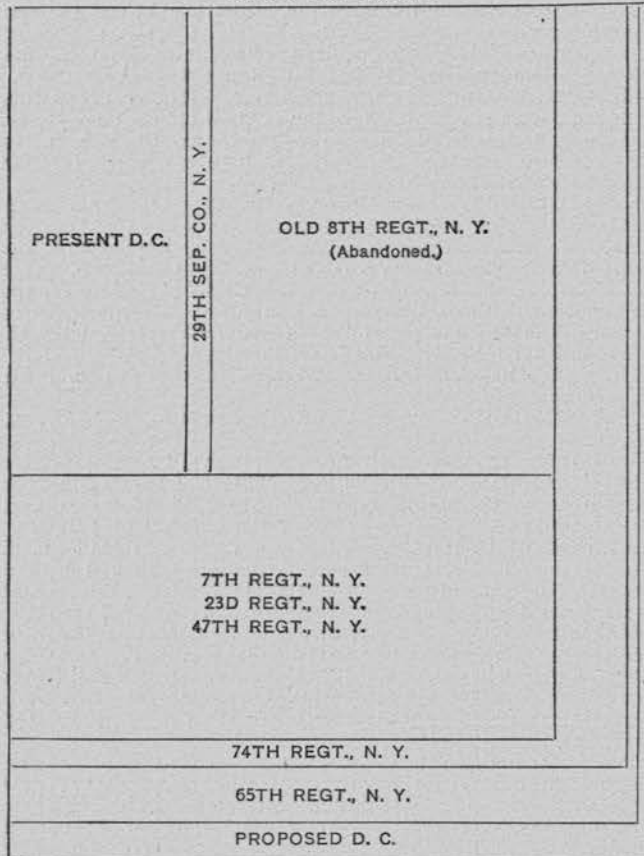 PRESENT D.C.
29TH SEP. CO., N. Y.
OLD 8TH REGT., N. Y.
(Abandoned.)
7TH REGT., N. Y.
23D REGT., N. Y.
47TH REGT., N. Y.
74TH REGT., N. Y.
65TH REGT., N. Y.
PROPOSED D. C.